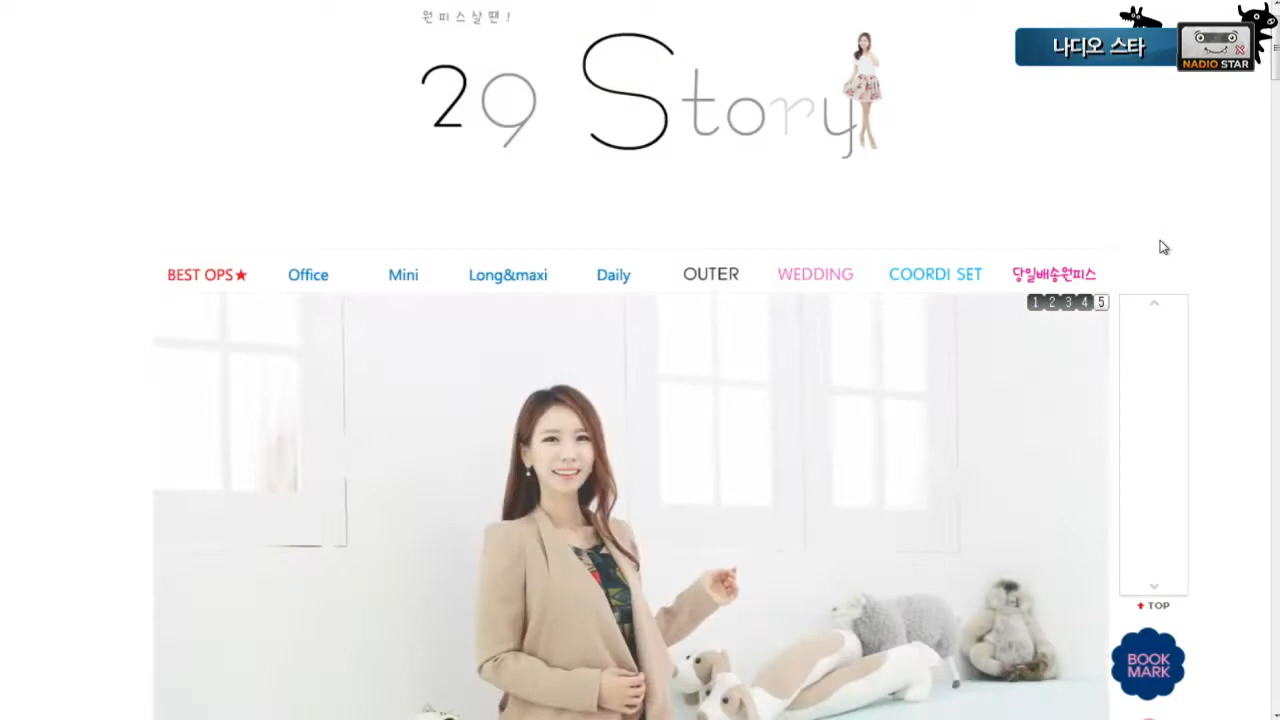 원피스살땐!
29 Story
나디오 스타
NADIO STAR
BEST OPS★ Office Mini Long&maxi Daily OUTER WEDDING COORDI SET 당일배송원피스
1 2 3 4 5
TOP
BOOK
MARK